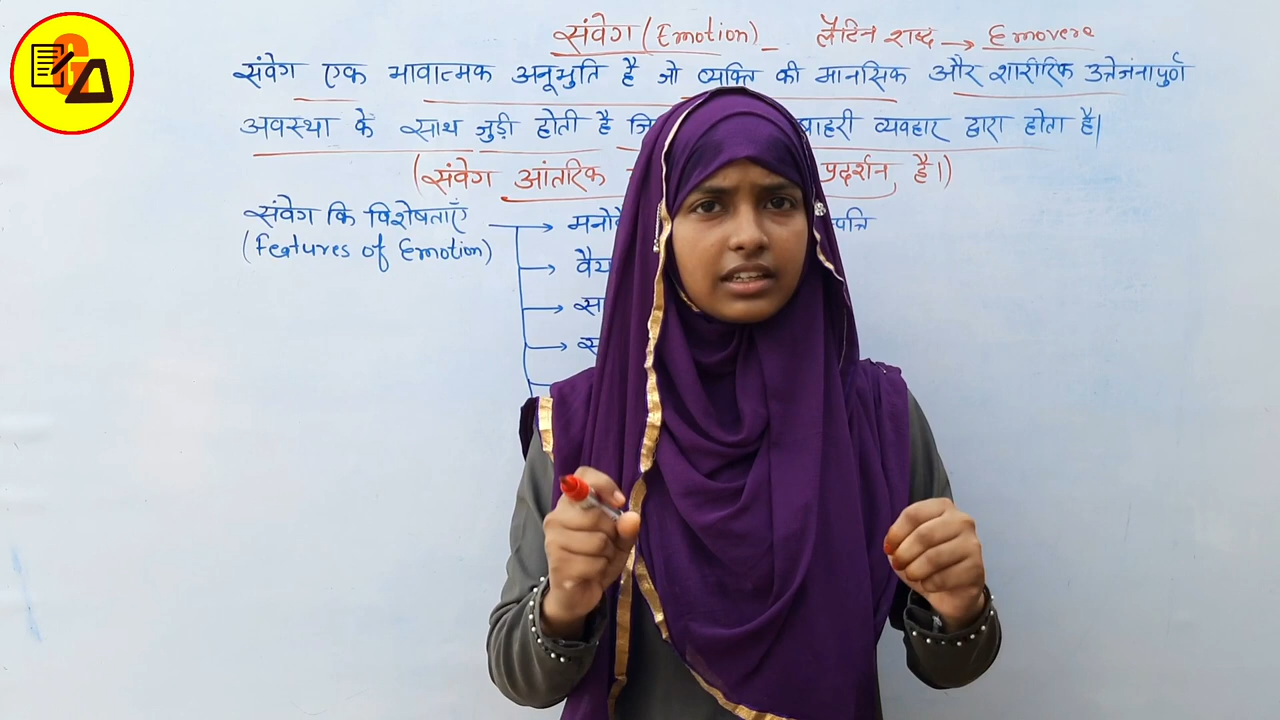 संवेग (Emotion) लैटिन शब्द → Emovere
संवेग एक भावात्मक अनूभुति है जो व्यक्ति की मानसिक और शारीरिक उत्तेजनापुर्ण
अवस्था के साथ जुड़ी होती है बाहरी व्यवहार द्वारा होता है।
(संवेग आंतरिक प्रदर्शन है।)
संवेग कि विशेषताएँ →
(Features of Emotion)